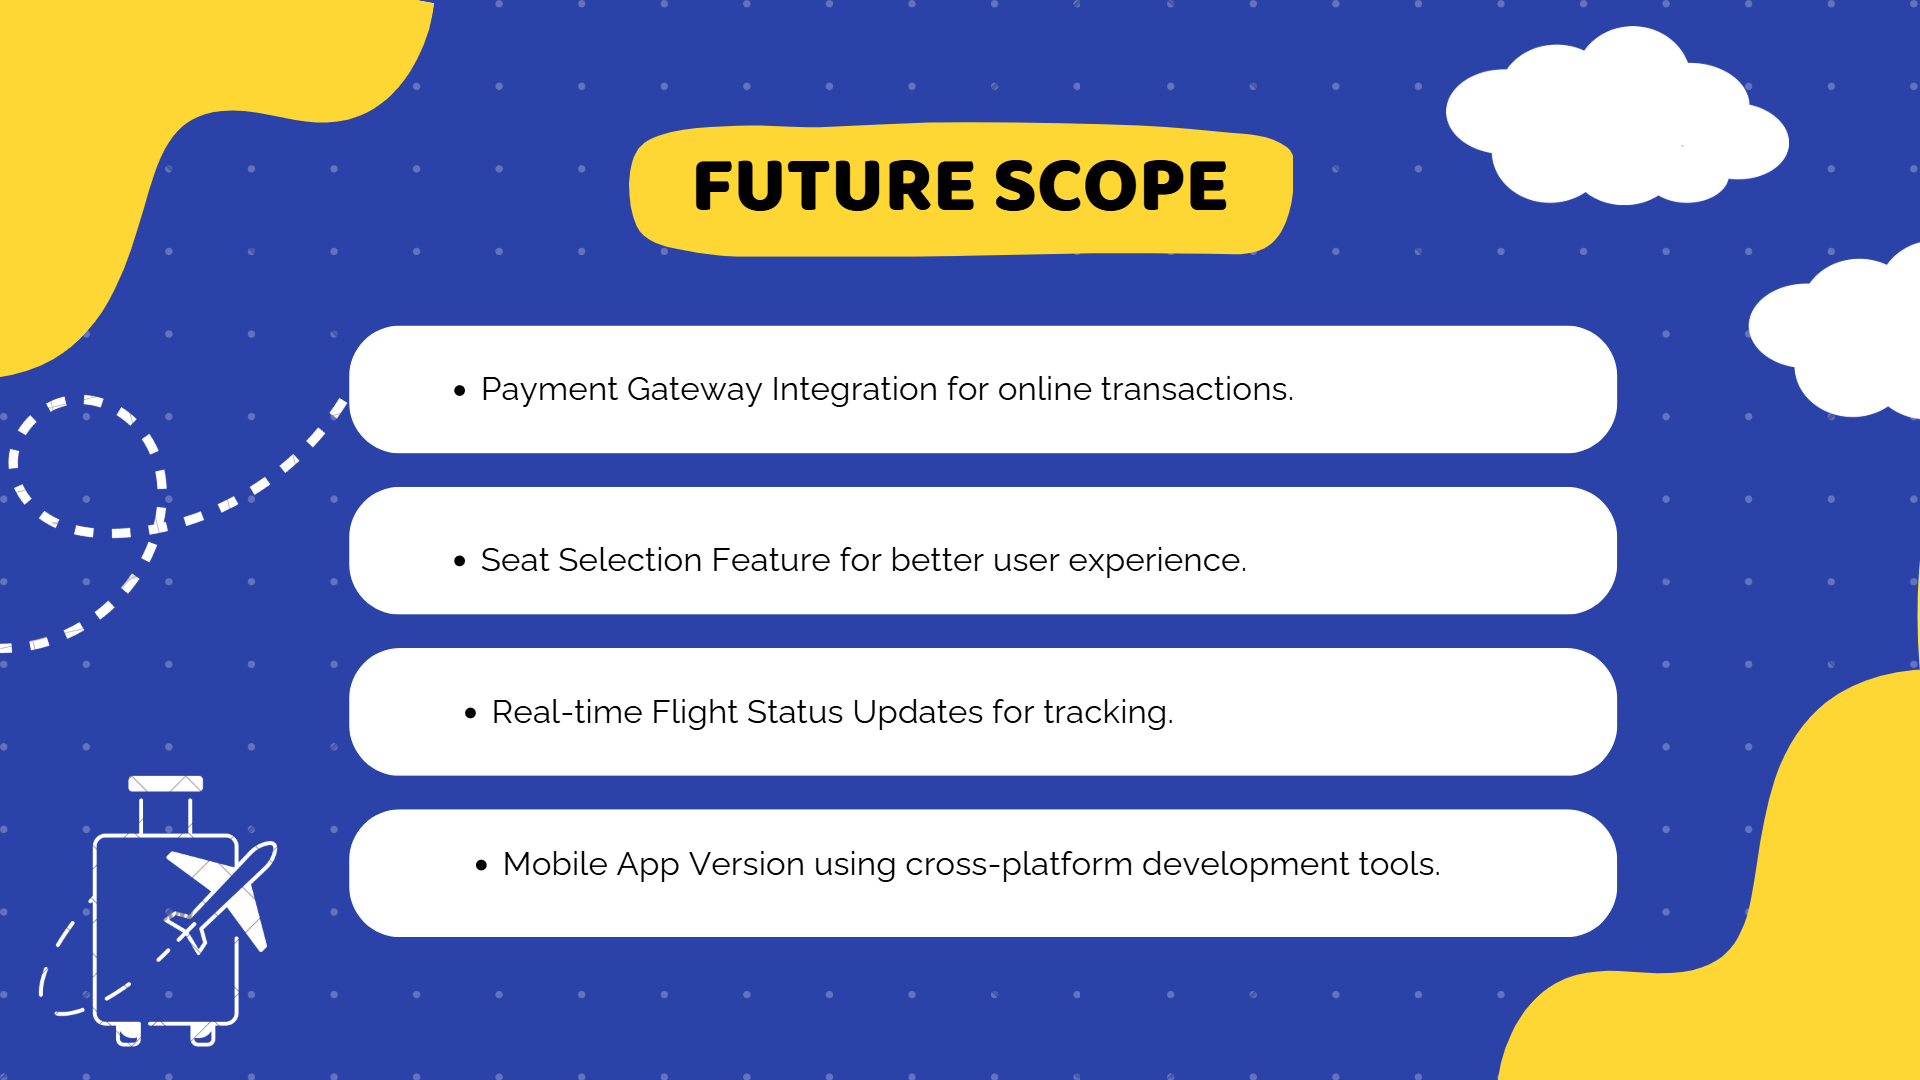 FUTURE SCOPE
• Payment Gateway Integration for online transactions.
• Seat Selection Feature for better user experience.
• Real-time Flight Status Updates for tracking.
• Mobile App Version using cross-platform development tools.